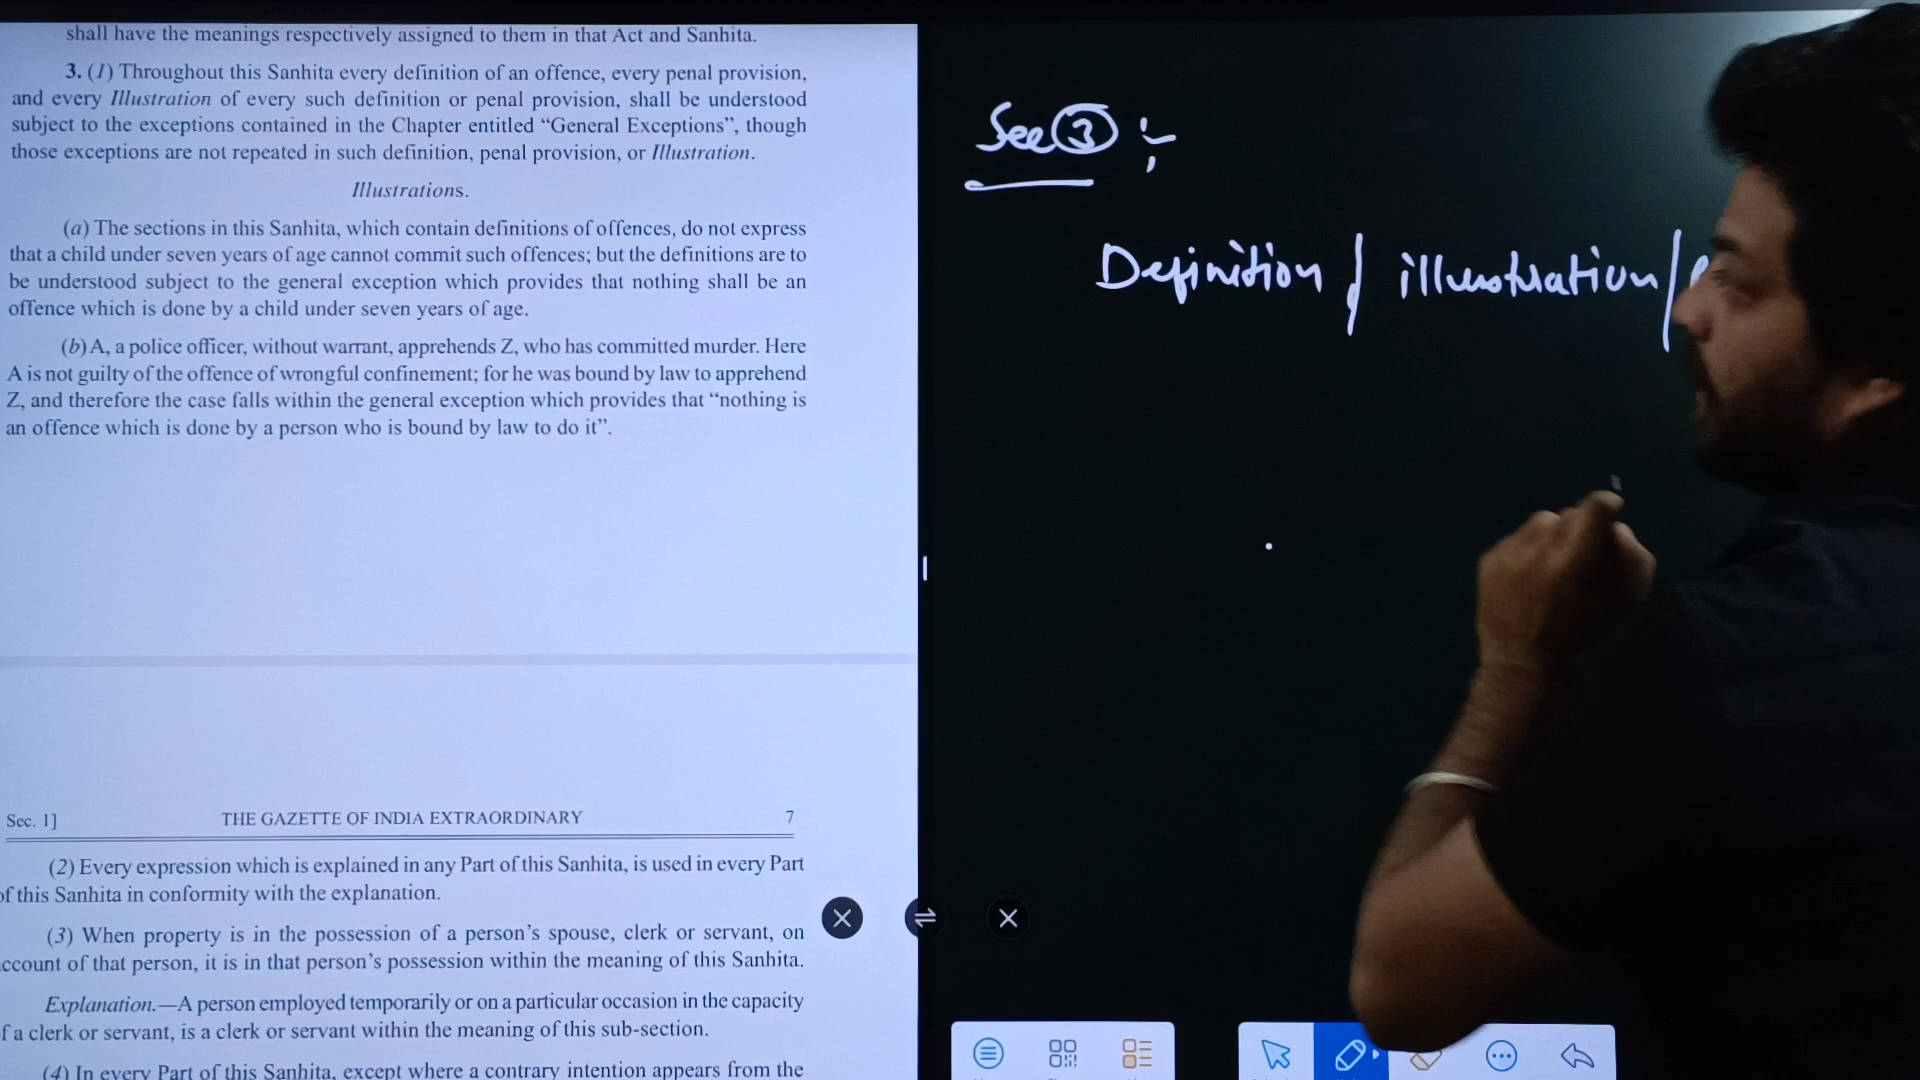 shall have the meanings respectively assigned to them in that Act and Sanhita.
3. (1) Throughout this Sanhita every definition of an offence, every penal provision,
and every Illustration of every such definition or penal provision, shall be understood
subject to the exceptions contained in the Chapter entitled “General Exceptions”, though
those exceptions are not repeated in such definition, penal provision, or Illustration.
Illustrations.
(a) The sections in this Sanhita, which contain definitions of offences, do not express
that a child under seven years of age cannot commit such offences; but the definitions are to
be understood subject to the general exception which provides that nothing shall be an
offence which is done by a child under seven years of age.
(b) A, a police officer, without warrant, apprehends Z, who has committed murder. Here
A is not guilty of the offence of wrongful confinement; for he was bound by law to apprehend
Z, and therefore the case falls within the general exception which provides that “nothing is
an offence which is done by a person who is bound by law to do it”.
Sec. 1] THE GAZETTE OF INDIA EXTRAORDINARY 7
(2) Every expression which is explained in any Part of this Sanhita, is used in every Part
of this Sanhita in conformity with the explanation.
(3) When property is in the possession of a person’s spouse, clerk or servant, on
ccount of that person, it is in that person’s possession within the meaning of this Sanhita.
Explanation.—A person employed temporarily or on a particular occasion in the capacity
f a clerk or servant, is a clerk or servant within the meaning of this sub-section.
(4) In every Part of this Sanhita, except where a contrary intention appears from the
Sec 3 :-
Definition / illustration /